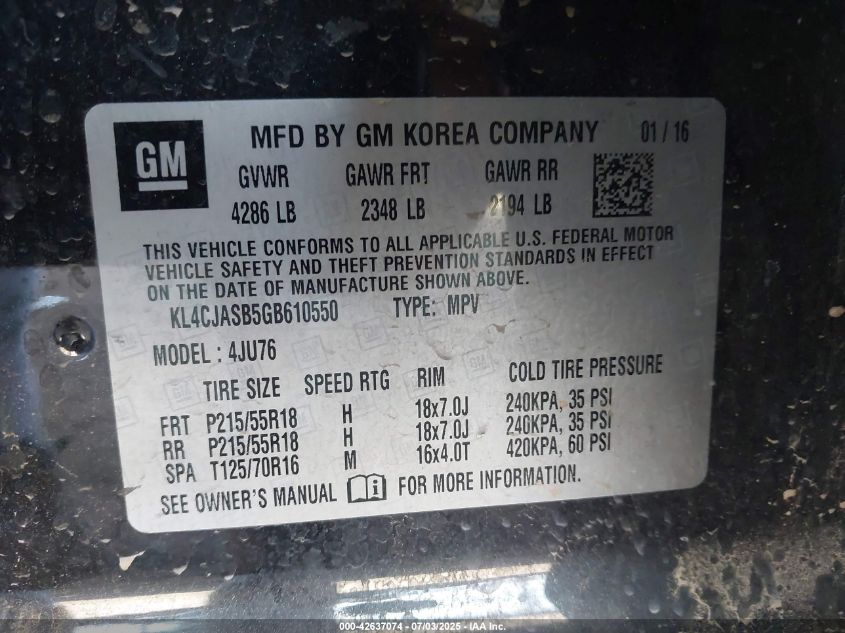 GM
MFD BY GM KOREA COMPANY 01 / 16
GVWR GAWR FRT GAWR RR
4286 LB 2348 LB 2194 LB
THIS VEHICLE CONFORMS TO ALL APPLICABLE U.S. FEDERAL MOTOR
VEHICLE SAFETY AND THEFT PREVENTION STANDARDS IN EFFECT
ON THE DATE OF MANUFACTURE SHOWN ABOVE.
KL4CJASB5GB610550 TYPE: MPV
MODEL : 4JU76
TIRE SIZE SPEED RTG RIM COLD TIRE PRESSURE
FRT P215/55R18 H 18x7.0J 240KPA, 35 PSI
RR P215/55R18 H 18x7.0J 240KPA, 35 PSI
SPA T125/70R16 M 16x4.0T 420KPA, 60 PSI
SEE OWNER'S MANUAL FOR MORE INFORMATION.
000-42637074 - 07/03/2025 - IAA Inc.